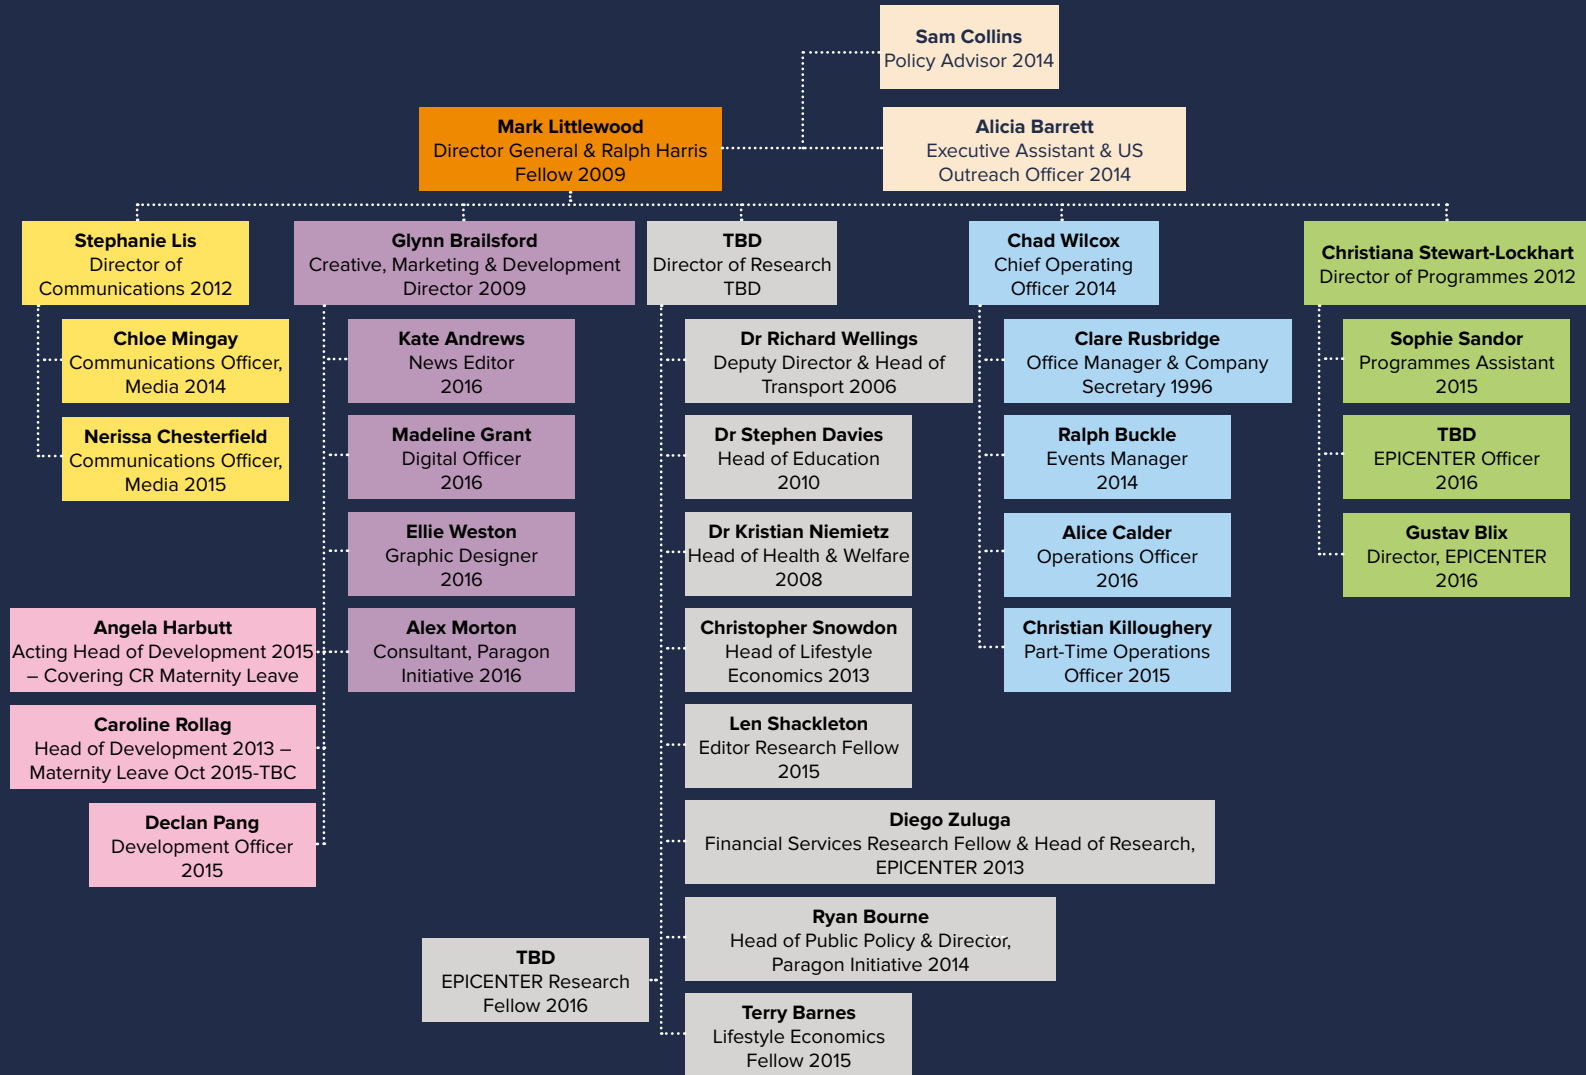 Sam Collins
Policy Advisor 2014
Mark Littlewood
Director General & Ralph Harris
Fellow 2009
Alicia Barrett
Executive Assistant & US
Outreach Officer 2014
Stephanie Lis
Director of
Communications 2012
Chloe Mingay
Communications Officer,
Media 2014
Nerissa Chesterfield
Communications Officer,
Media 2015
Glynn Brailsford
Creative, Marketing & Development
Director 2009
Kate Andrews
News Editor
2016
Madeline Grant
Digital Officer
2016
Ellie Weston
Graphic Designer
2016
Alex Morton
Consultant, Paragon
Initiative 2016
Angela Harbutt
Acting Head of Development 2015
– Covering CR Maternity Leave
Caroline Rollag
Head of Development 2013 –
Maternity Leave Oct 2015-TBC
Declan Pang
Development Officer
2015
TBD
Director of Research
TBD
Dr Richard Wellings
Deputy Director & Head of
Transport 2006
Dr Stephen Davies
Head of Education
2010
Dr Kristian Niemietz
Head of Health & Welfare
2008
Christopher Snowdon
Head of Lifestyle
Economics 2013
Len Shackleton
Editor Research Fellow
2015
Diego Zuluga
Financial Services Research Fellow & Head of Research,
EPICENTER 2013
Ryan Bourne
Head of Public Policy & Director,
Paragon Initiative 2014
TBD
EPICENTER Research
Fellow 2016
Terry Barnes
Lifestyle Economics
Fellow 2015
Chad Wilcox
Chief Operating
Officer 2014
Clare Rusbridge
Office Manager & Company
Secretary 1996
Ralph Buckle
Events Manager
2014
Alice Calder
Operations Officer
2016
Christian Killoughery
Part-Time Operations
Officer 2015
Christiana Stewart-Lockhart
Director of Programmes 2012
Sophie Sandor
Programmes Assistant
2015
TBD
EPICENTER Officer
2016
Gustav Blix
Director, EPICENTER
2016